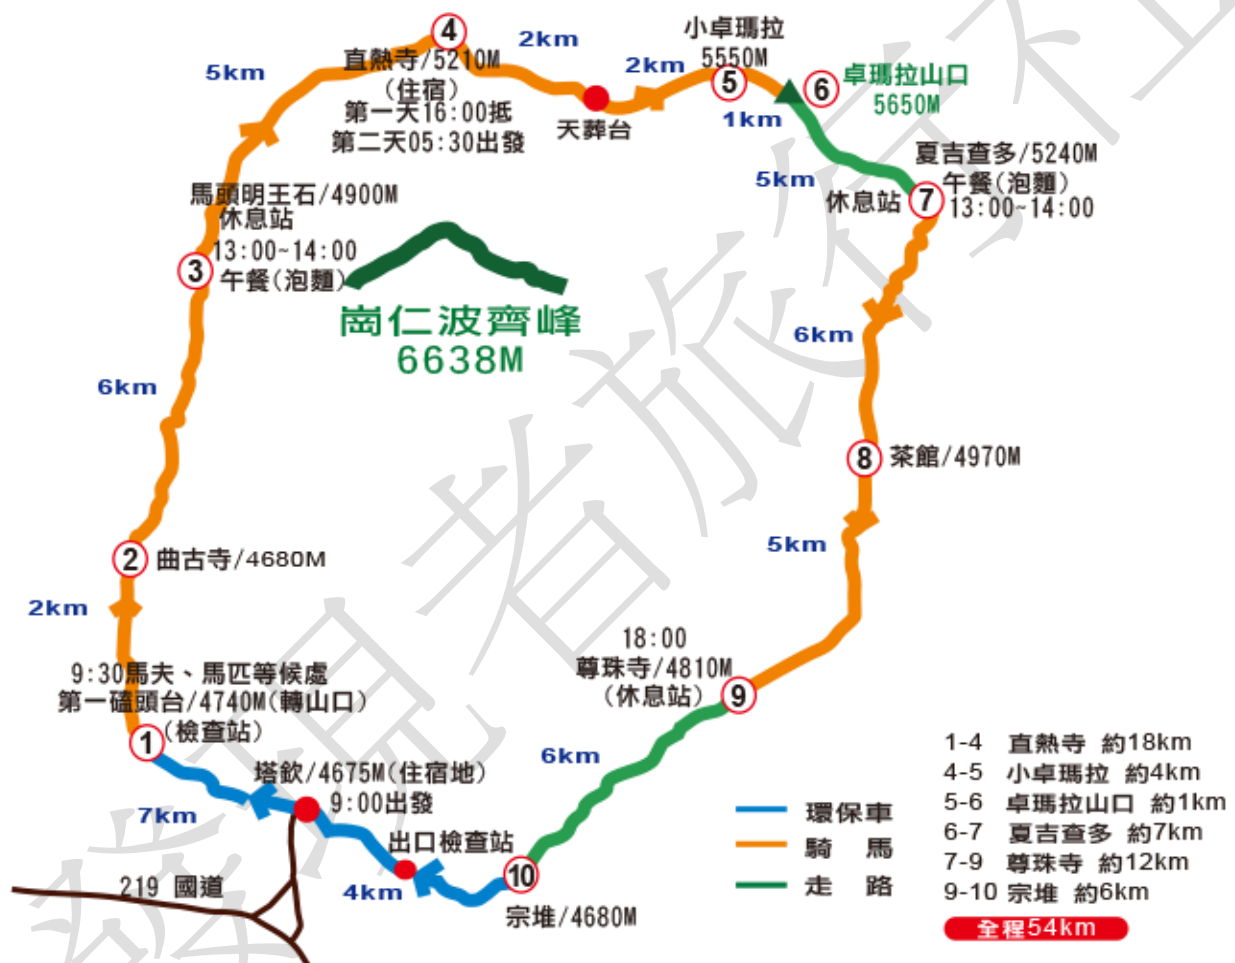 4
2km
小卓瑪拉
5550M
5
5km
直熱寺/5210M
(住宿)
第一天16:00抵
第二天05:30出發
2km
天葬台
6
卓瑪拉山口
5650M
1km
5km
夏吉查多/5240M
午餐(泡麵)
13:00~14:00
休息站
7
馬頭明王石/4900M
休息站
13:00~14:00
午餐(泡麵)
3
崗仁波齊峰
6638M
6km
6km
8
茶館/4970M
2
曲古寺/4680M
5km
2km
9:30馬夫、馬匹等候處
第一磕頭台/4740M(轉山口)
(檢查站)
1
18:00
尊珠寺/4810M
(休息站)
9
6km
塔欽/4675M(住宿地)
9:00出發
7km
出口檢查站
4km
10
宗堆/4680M
219 國道
環保車
騎 馬
走 路
1-4 直熱寺 約18km
4-5 小卓瑪拉 約4km
5-6 卓瑪拉山口 約1km
6-7 夏吉查多 約7km
7-9 尊珠寺 約12km
9-10 宗堆 約6km
全程54km
發現者旅行社